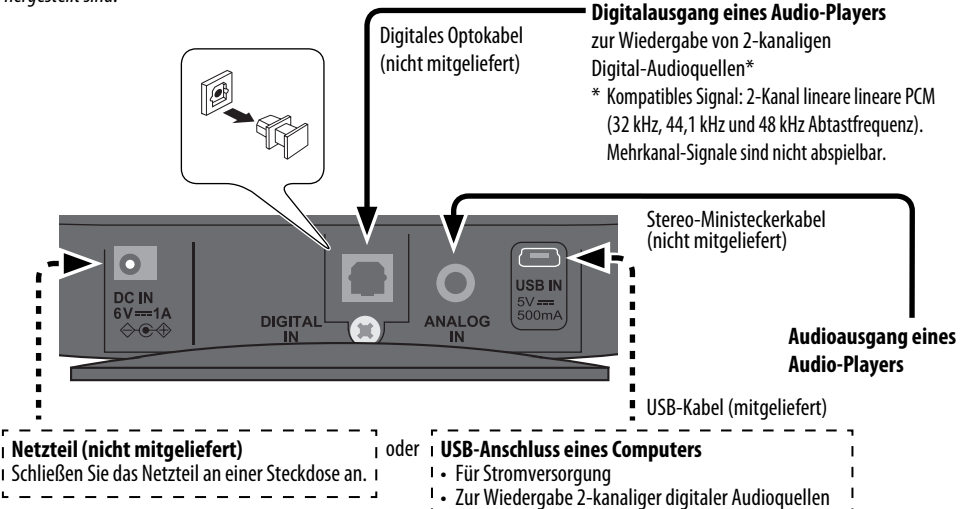 Digitales Optokabel
(nicht mitgeliefert)
Digitalausgang eines Audio-Players
zur Wiedergabe von 2-kanaligen
Digital-Audioquellen*
* Kompatibles Signal: 2-Kanal lineare lineare PCM
(32 kHz, 44,1 kHz und 48 kHz Abtastfrequenz).
Mehrkanal-Signale sind nicht abspielbar.
Stereo-Ministeckerkabel
(nicht mitgeliefert)
DC IN
6V 1A
DIGITAL
IN
ANALOG
IN
USB IN
5V
500mA
Audioausgang eines
Audio-Players
USB-Kabel (mitgeliefert)
Netzteil (nicht mitgeliefert)
Schließen Sie das Netzteil an einer Steckdose an.
oder
USB-Anschluss eines Computers
• Für Stromversorgung
• Zur Wiedergabe 2-kanaliger digitaler Audioquellen